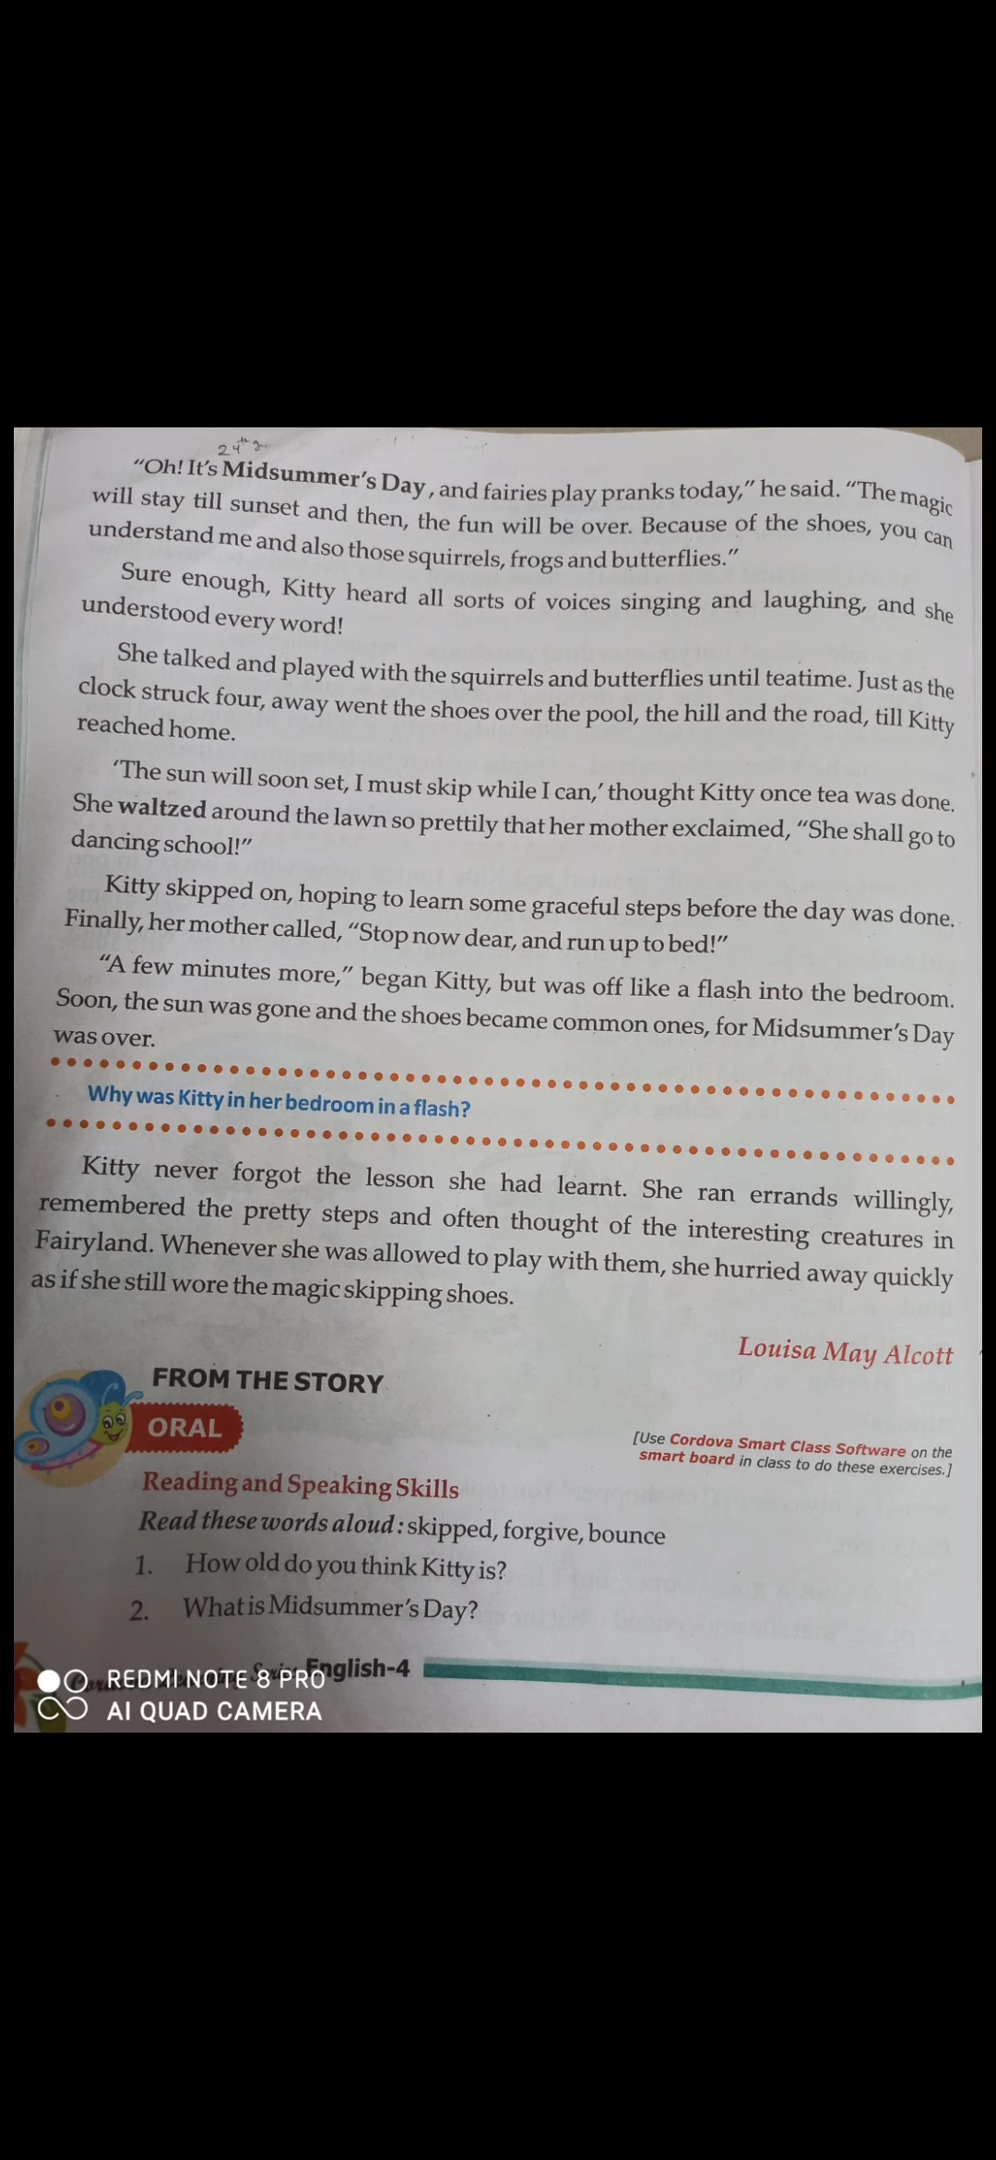 24th
"Oh! It's Midsummer's Day, and fairies play pranks today," he said. "The magic
will stay till sunset and then, the fun will be over. Because of the shoes, you can
understand me and also those squirrels, frogs and butterflies."
Sure enough, Kitty heard all sorts of voices singing and laughing, and she
understood every word!
She talked and played with the squirrels and butterflies until teatime. Just as the
clock struck four, away went the shoes over the pool, the hill and the road, till Kitty
reached home.
'The sun will soon set, I must skip while I can,' thought Kitty once tea was done.
She waltzed around the lawn so prettily that her mother exclaimed, "She shall go to
dancing school!"
Kitty skipped on, hoping to learn some graceful steps before the day was done.
Finally, her mother called, "Stop now dear, and run up to bed!"
"A few minutes more," began Kitty, but was off like a flash into the bedroom.
Soon, the sun was gone and the shoes became common ones, for Midsummer's Day
was over.
Why was Kitty in her bedroom in a flash?
Kitty never forgot the lesson she had learnt. She ran errands willingly,
remembered the pretty steps and often thought of the interesting creatures in
Fairyland. Whenever she was allowed to play with them, she hurried away quickly
as if she still wore the magic skipping shoes.
Louisa May Alcott
FROM THE STORY
ORAL
[Use Cordova Smart Class Software on the
smart board in class to do these exercises.]
Reading and Speaking Skills
Read these words aloud : skipped, forgive, bounce
1. How old do you think Kitty is?
2. What is Midsummer's Day?
English-4
REDMI NOTE 8 PRO
AI QUAD CAMERA